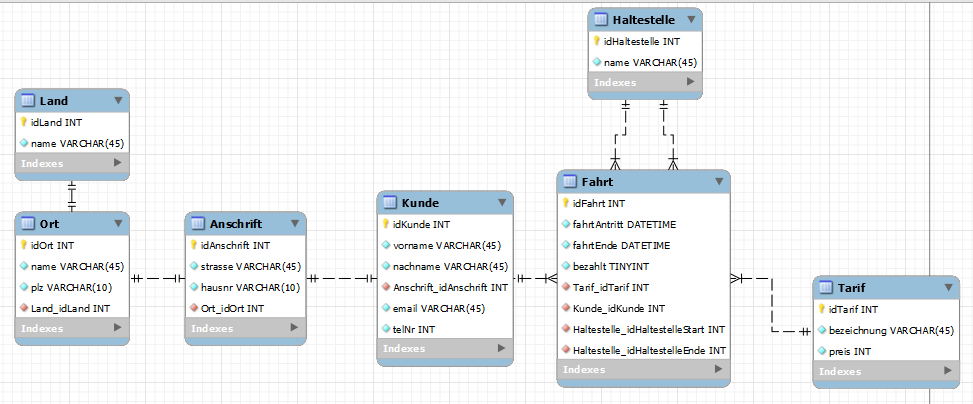 Haltestelle
idHaltestelle INT
name VARCHAR(45)
Indexes
Land
idLand INT
name VARCHAR(45)
Indexes
Ort
idOrt INT
name VARCHAR(45)
plz VARCHAR(10)
Land_idLand INT
Indexes
Anschrift
idAnschrift INT
strasse VARCHAR(45)
hausnr VARCHAR(10)
Ort_idOrt INT
Indexes
Kunde
idKunde INT
vorname VARCHAR(45)
nachname VARCHAR(45)
Anschrift_idAnschrift INT
email VARCHAR(45)
telNr INT
Indexes
Fahrt
idFahrt INT
fahrtAntritt DATETIME
fahrtEnde DATETIME
bezahlt TINYINT
Tarif_idTarif INT
Kunde_idKunde INT
Haltestelle_idHaltestelleStart INT
Haltestelle_idHaltestelleEnde INT
Indexes
Tarif
idTarif INT
bezeichnung VARCHAR(45)
preis INT
Indexes